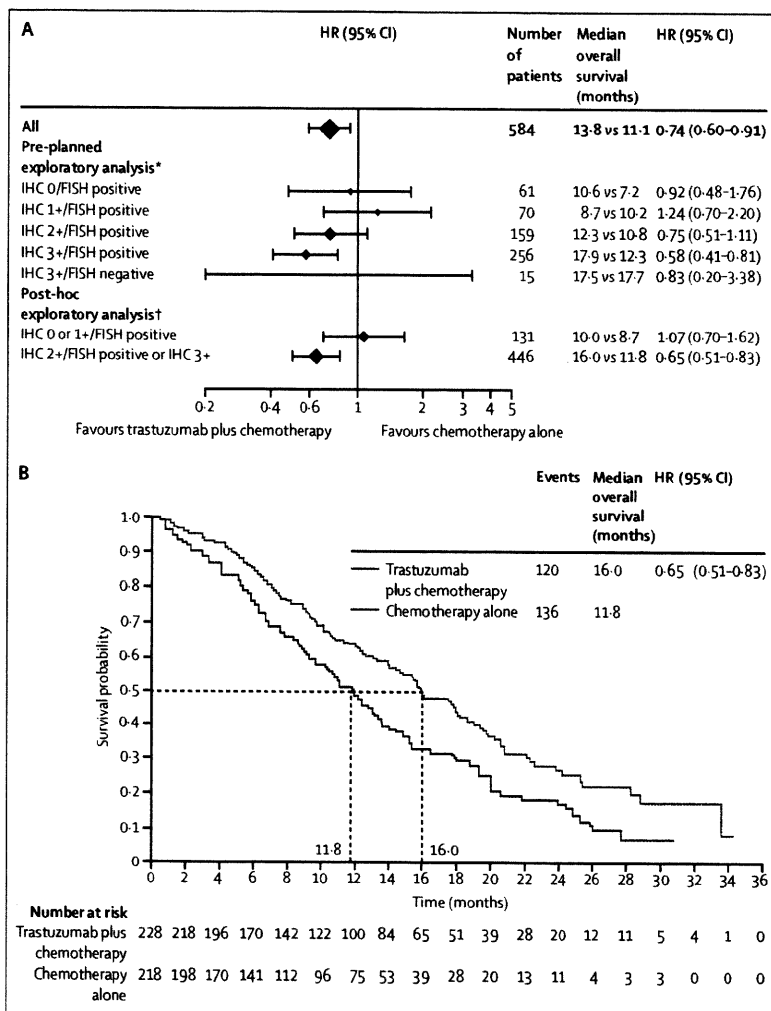 A
HR (95% CI) Number of patients Median overall survival (months) HR (95% CI)
All 584 13·8 vs 11·1 0·74 (0·60–0·91)
Pre-planned
exploratory analysis*
IHC 0/FISH positive 61 10·6 vs 7·2 0·92 (0·48–1·76)
IHC 1+/FISH positive 70 8·7 vs 10·2 1·24 (0·70–2·20)
IHC 2+/FISH positive 159 12·3 vs 10·8 0·75 (0·51–1·11)
IHC 3+/FISH positive 256 17·9 vs 12·3 0·58 (0·41–0·81)
IHC 3+/FISH negative 15 17·5 vs 17·7 0·83 (0·20–3·38)
Post-hoc
exploratory analysis†
IHC 0 or 1+/FISH positive 131 10·0 vs 8·7 1·07 (0·70–1·62)
IHC 2+/FISH positive or IHC 3+ 446 16·0 vs 11·8 0·65 (0·51–0·83)
0·2 0·4 0·6 1 2 3 4 5
Favours trastuzumab plus chemotherapy Favours chemotherapy alone
B
Events Median overall survival (months) HR (95% CI)
Trastuzumab plus chemotherapy 120 16·0 0·65 (0·51–0·83)
Chemotherapy alone 136 11·8
Survival probability
1·0
0·9
0·8
0·7
0·6
0·5
0·4
0·3
0·2
0·1
0
11·8 16·0
0 2 4 6 8 10 12 14 16 18 20 22 24 26 28 30 32 34 36
Time (months)
Number at risk
Trastuzumab plus chemotherapy 228 218 196 170 142 122 100 84 65 51 39 28 20 12 11 5 4 1 0
Chemotherapy alone 218 198 170 141 112 96 75 53 39 28 20 13 11 4 3 3 0 0 0